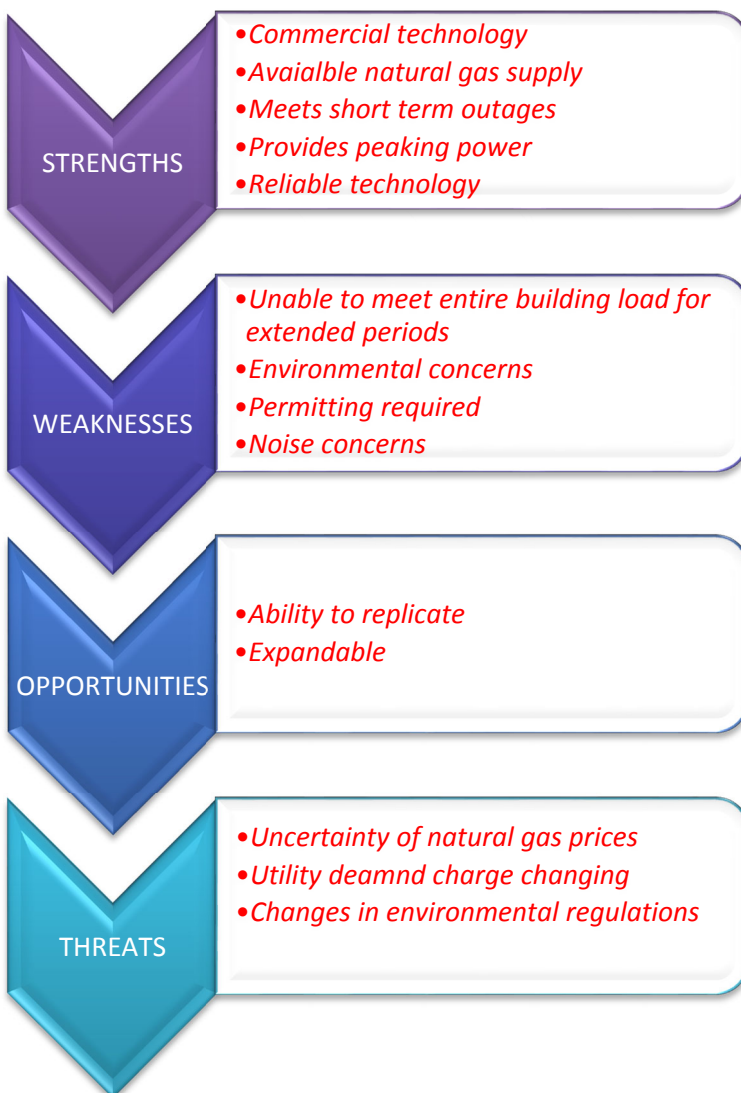 STRENGTHS
•Commercial technology
•Avaialble natural gas supply
•Meets short term outages
•Provides peaking power
•Reliable technology
WEAKNESSES
•Unable to meet entire building load for
extended periods
•Environmental concerns
•Permitting required
•Noise concerns
OPPORTUNITIES
•Ability to replicate
•Expandable
THREATS
•Uncertainty of natural gas prices
•Utility deamnd charge changing
•Changes in environmental regulations